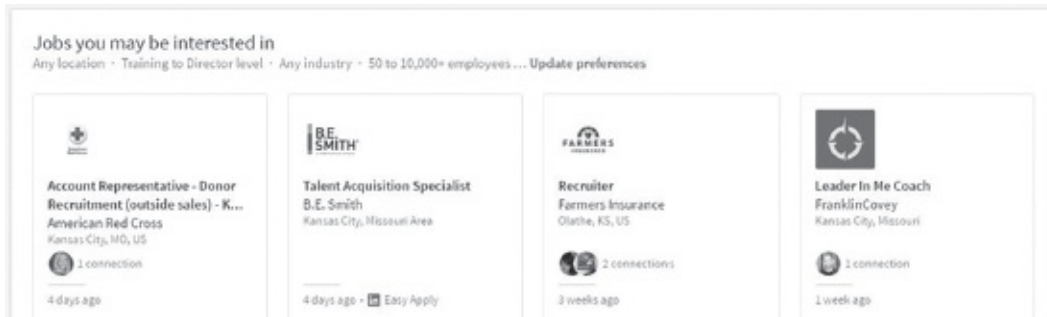 Jobs you may be interested in
Any location · Training to Director level · Any industry · 50 to 10,000+ employees ... Update preferences
B.E.
SMITH
FARMERS
INSURANCE
Account Representative - Donor
Recruitment (outside sales) - K...
American Red Cross
Kansas City, MO, US
1 connection
4 days ago
Talent Acquisition Specialist
B.E. Smith
Kansas City, Missouri Area
4 days ago • in Easy Apply
Recruiter
Farmers Insurance
Olathe, KS, US
2 connections
3 weeks ago
Leader In Me Coach
FranklinCovey
Kansas City, Missouri
1 connection
1 week ago